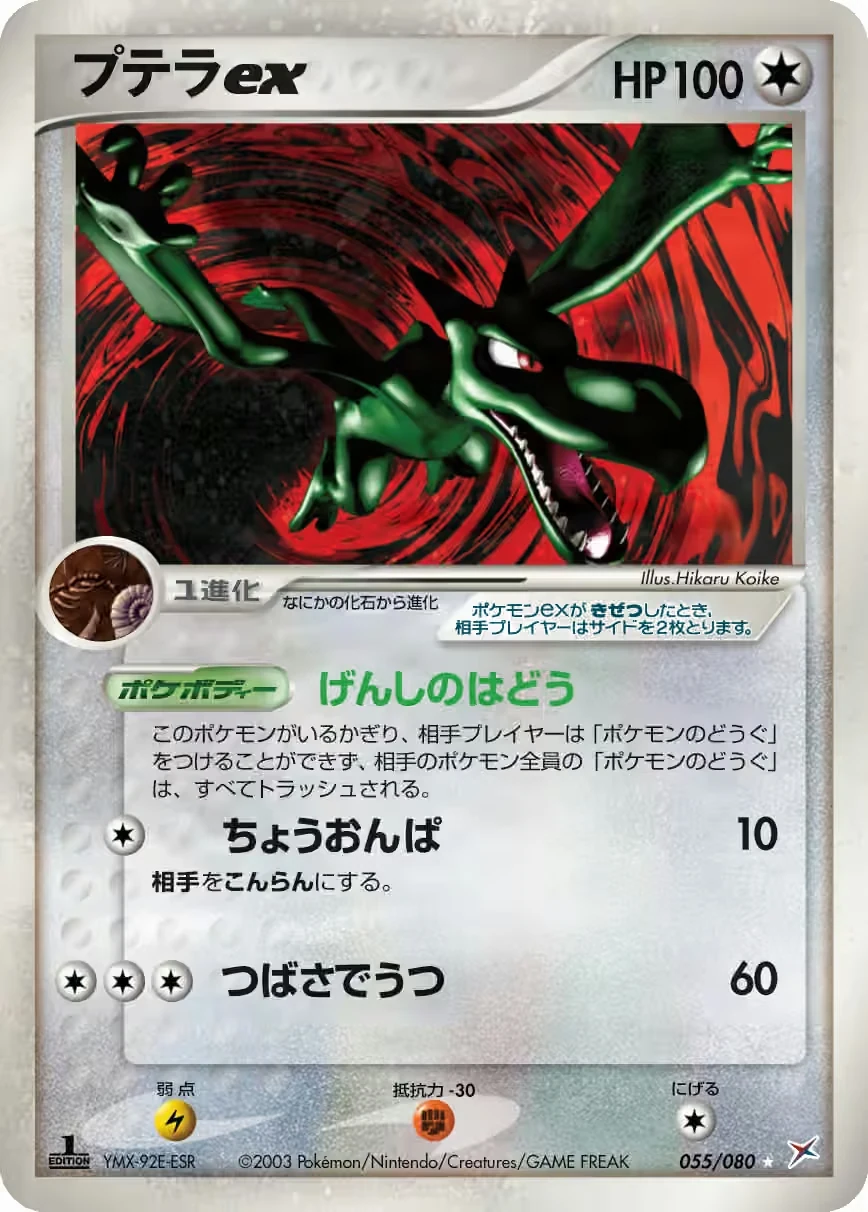 プテラex
HP100
Illus.Hikaru Koike
1進化
なにかの化石から進化
ポケモンexが きぜつしたとき、
相手プレイヤーはサイドを2枚とります。
ポケボディー げんしのはどう
このポケモンがいるかぎり、相手プレイヤーは「ポケモンのどうぐ」
をつけることができず、相手のポケモン全員の「ポケモンのどうぐ」
は、すべてトラッシュされる。
ちょうおんぱ 10
相手をこんらんにする。
つばさでうつ 60
弱点
抵抗力 -30
にげる
1 EDITION
YMX-92E-ESR
©2003 Pokémon/Nintendo/Creatures/GAME FREAK
055/080 ★